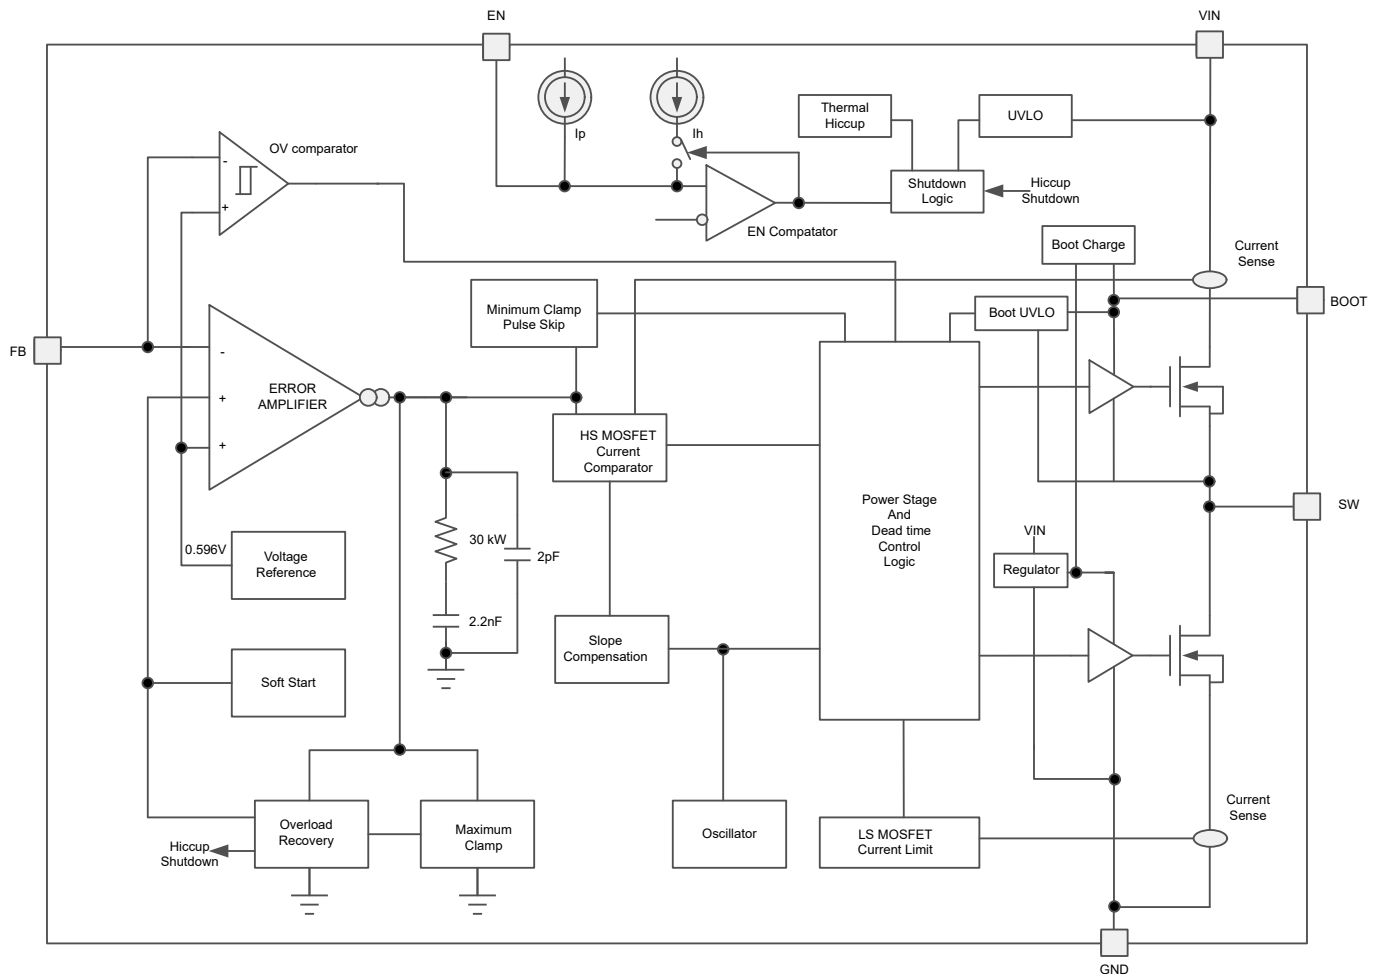 EN
VIN
Ip
Ih
Thermal
Hiccup
UVLO
OV comparator
-
+
Shutdown
Logic
Hiccup
Shutdown
EN Compatator
Boot Charge
Current
Sense
Minimum Clamp
Pulse Skip
Boot UVLO
BOOT
FB
-
ERROR
AMPLIFIER
+
+
HS MOSFET
Current
Comparator
Power Stage
And
Dead time
Control
Logic
SW
0.596V
Voltage
Reference
30 kW
2pF
2.2nF
VIN
Regulator
Slope
Compensation
Soft Start
Overload
Recovery
Maximum
Clamp
Hiccup
Shutdown
Oscillator
LS MOSFET
Current Limit
Current
Sense
GND